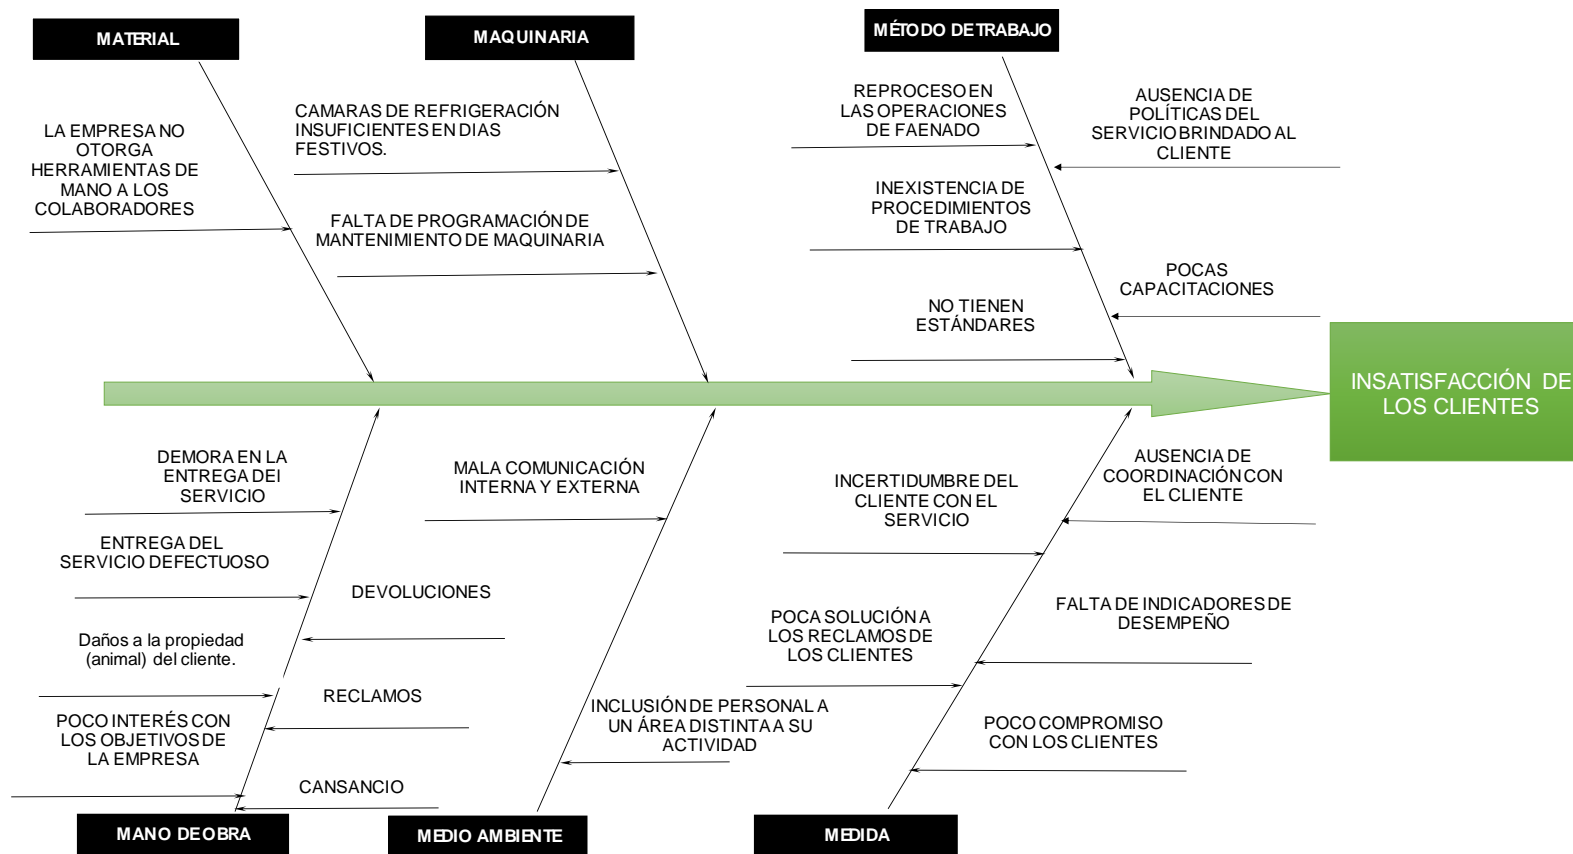 MATERIAL
MAQUINARIA
MÉTODO DE TRABAJO
LA EMPRESA NO
OTORGA
HERRAMIENTAS DE
MANO A LOS
COLABORADORES
CAMARAS DE REFRIGERACIÓN
INSUFICIENTES EN DIAS
FESTIVOS.
FALTA DE PROGRAMACIÓN DE
MANTENIMIENTO DE MAQUINARIA
REPROCESO EN
LAS OPERACIONES
DE FAENADO
INEXISTENCIA DE
PROCEDIMIENTOS
DE TRABAJO
NO TIENEN
ESTÁNDARES
AUSENCIA DE
POLÍTICAS DEL
SERVICIO BRINDADO AL
CLIENTE
POCAS
CAPACITACIONES
INSATISFACCIÓN DE
LOS CLIENTES
DEMORA EN LA
ENTREGA DEI
SERVICIO
ENTREGA DEL
SERVICIO DEFECTUOSO
Daños a la propiedad
(animal) del cliente.
POCO INTERÉS CON
LOS OBJETIVOS DE
LA EMPRESA
DEVOLUCIONES
RECLAMOS
CANSANCIO
MALA COMUNICACIÓN
INTERNA Y EXTERNA
INCLUSIÓN DE PERSONAL A
UN ÁREA DISTINTA A SU
ACTIVIDAD
INCERTIDUMBRE DEL
CLIENTE CON EL
SERVICIO
POCA SOLUCIÓN A
LOS RECLAMOS DE
LOS CLIENTES
AUSENCIA DE
COORDINACIÓN CON
EL CLIENTE
FALTA DE INDICADORES DE
DESEMPEÑO
POCO COMPROMISO
CON LOS CLIENTES
MANO DE OBRA
MEDIO AMBIENTE
MEDIDA